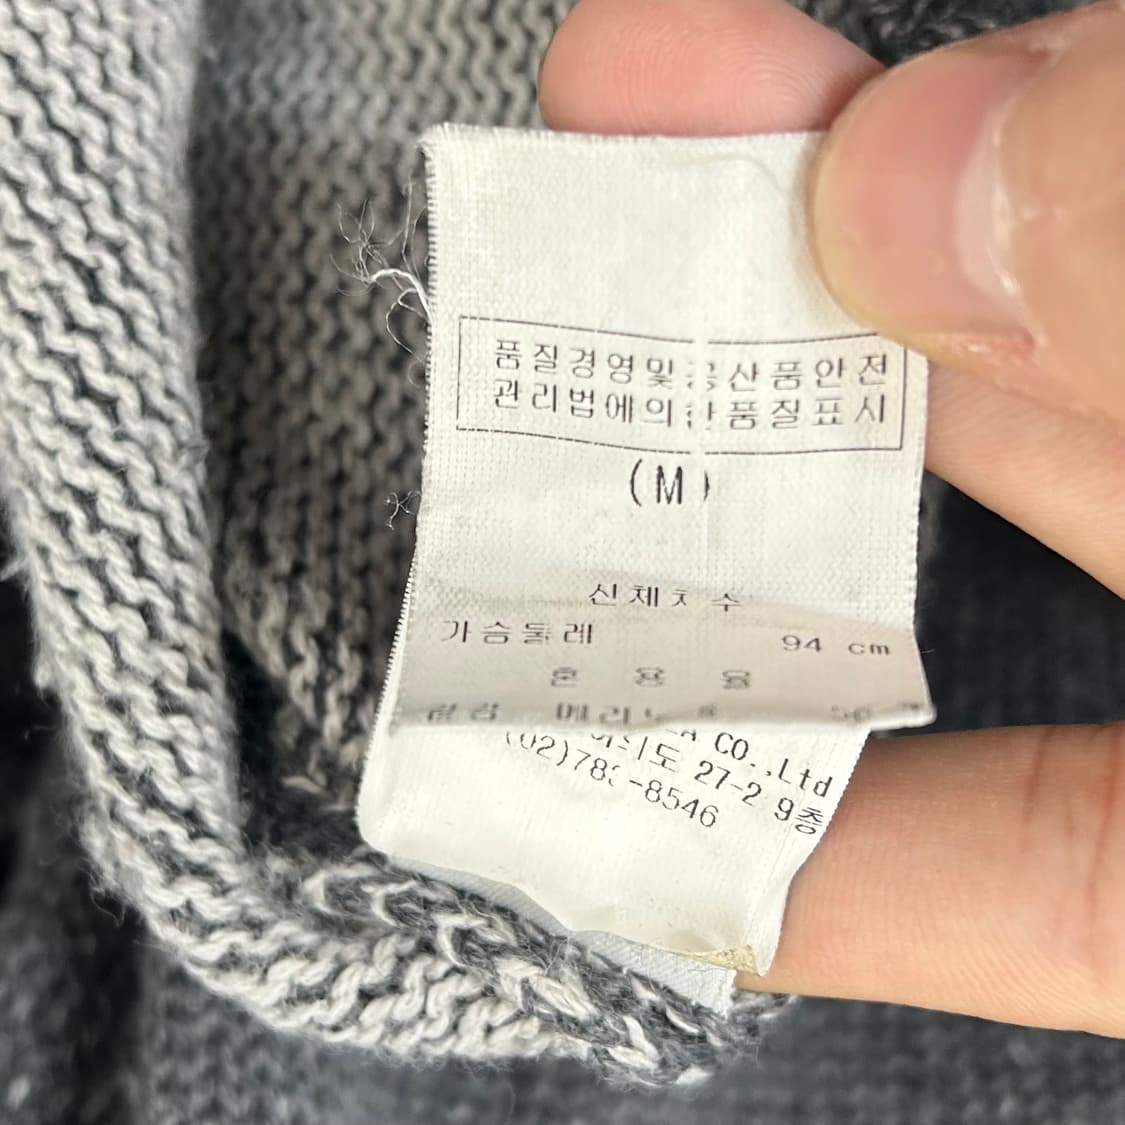 품질경영및공산품안전
관리법에의한품질표시
(M)
신체치수
가슴둘레 94 cm
혼 용 율
겉감
CO.,Ltd
27-2 9층
-8546